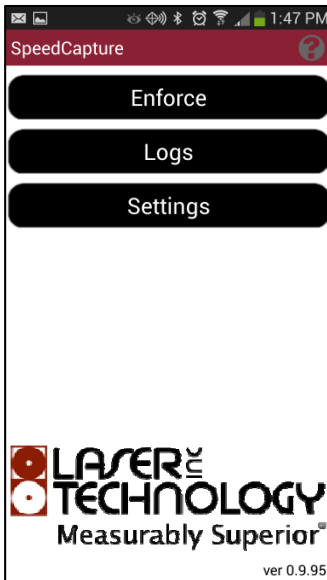 1:47 PM
SpeedCapture
?
Enforce
Logs
Settings
LASER INC
TECHNOLOGY
Measurably Superior
ver 0.9.95